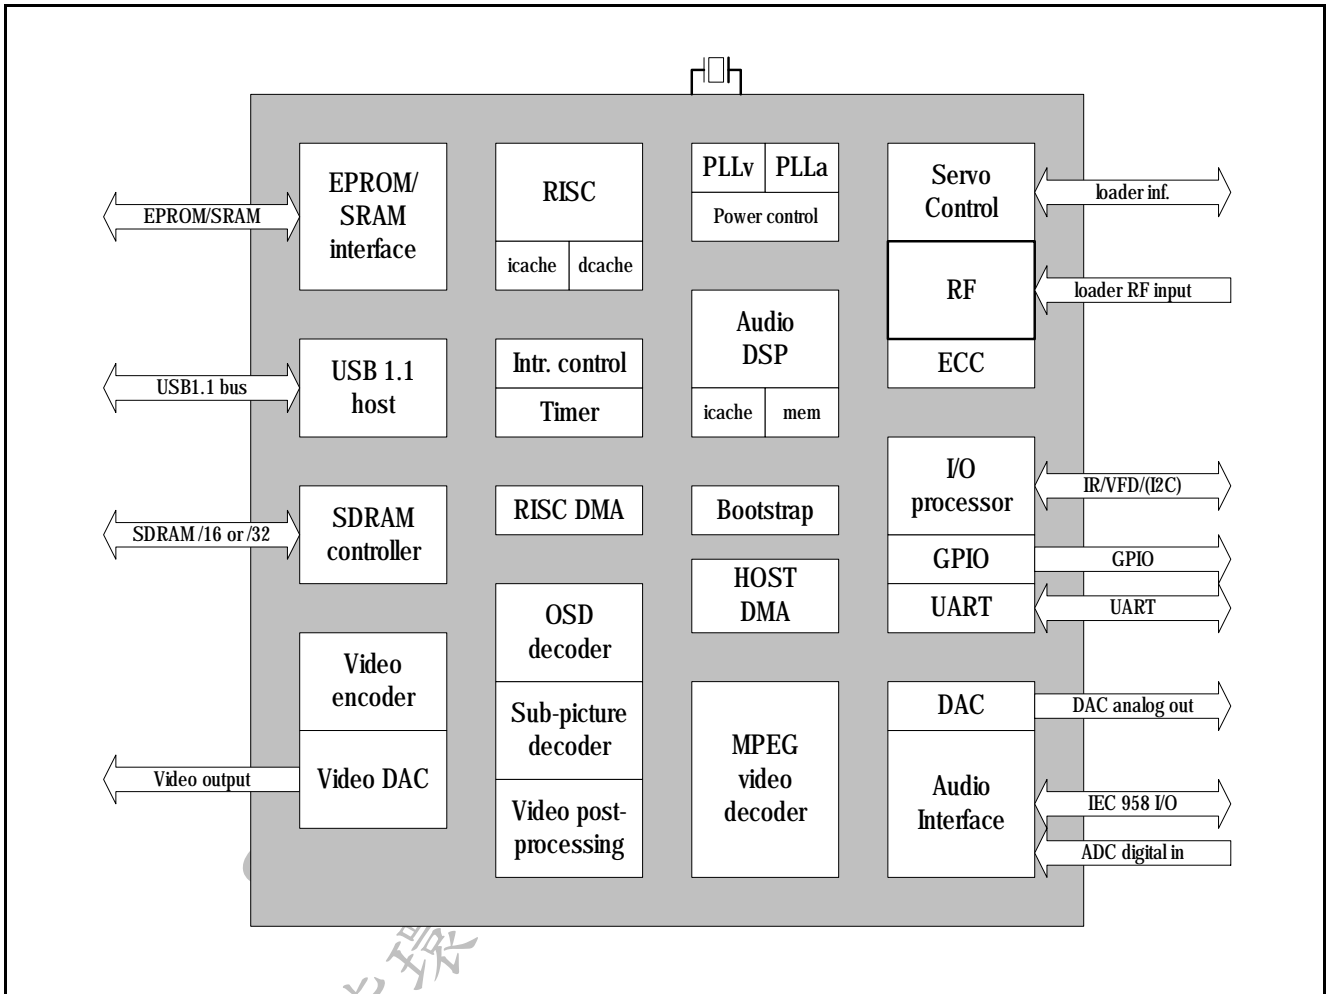 EPROM/SRAM
EPROM/
SRAM
interface
RISC
icache
dcache
PLLv
PLLa
Power control
Servo
Control
loader inf.
RF
loader RF input
ECC
USB1.1 bus
USB 1.1
host
Intr. control
Timer
Audio
DSP
icache
mem
SDRAM/16 or /32
SDRAM
controller
RISC DMA
Bootstrap
HOST
DMA
I/O
processor
IR/VFD/(I2C)
GPIO
GPIO
UART
UART
Video
encoder
Video DAC
Video output
OSD
decoder
Sub-picture
decoder
Video post-
processing
MPEG
video
decoder
DAC
DAC analog out
Audio
Interface
IEC 958 I/O
ADC digital in
環